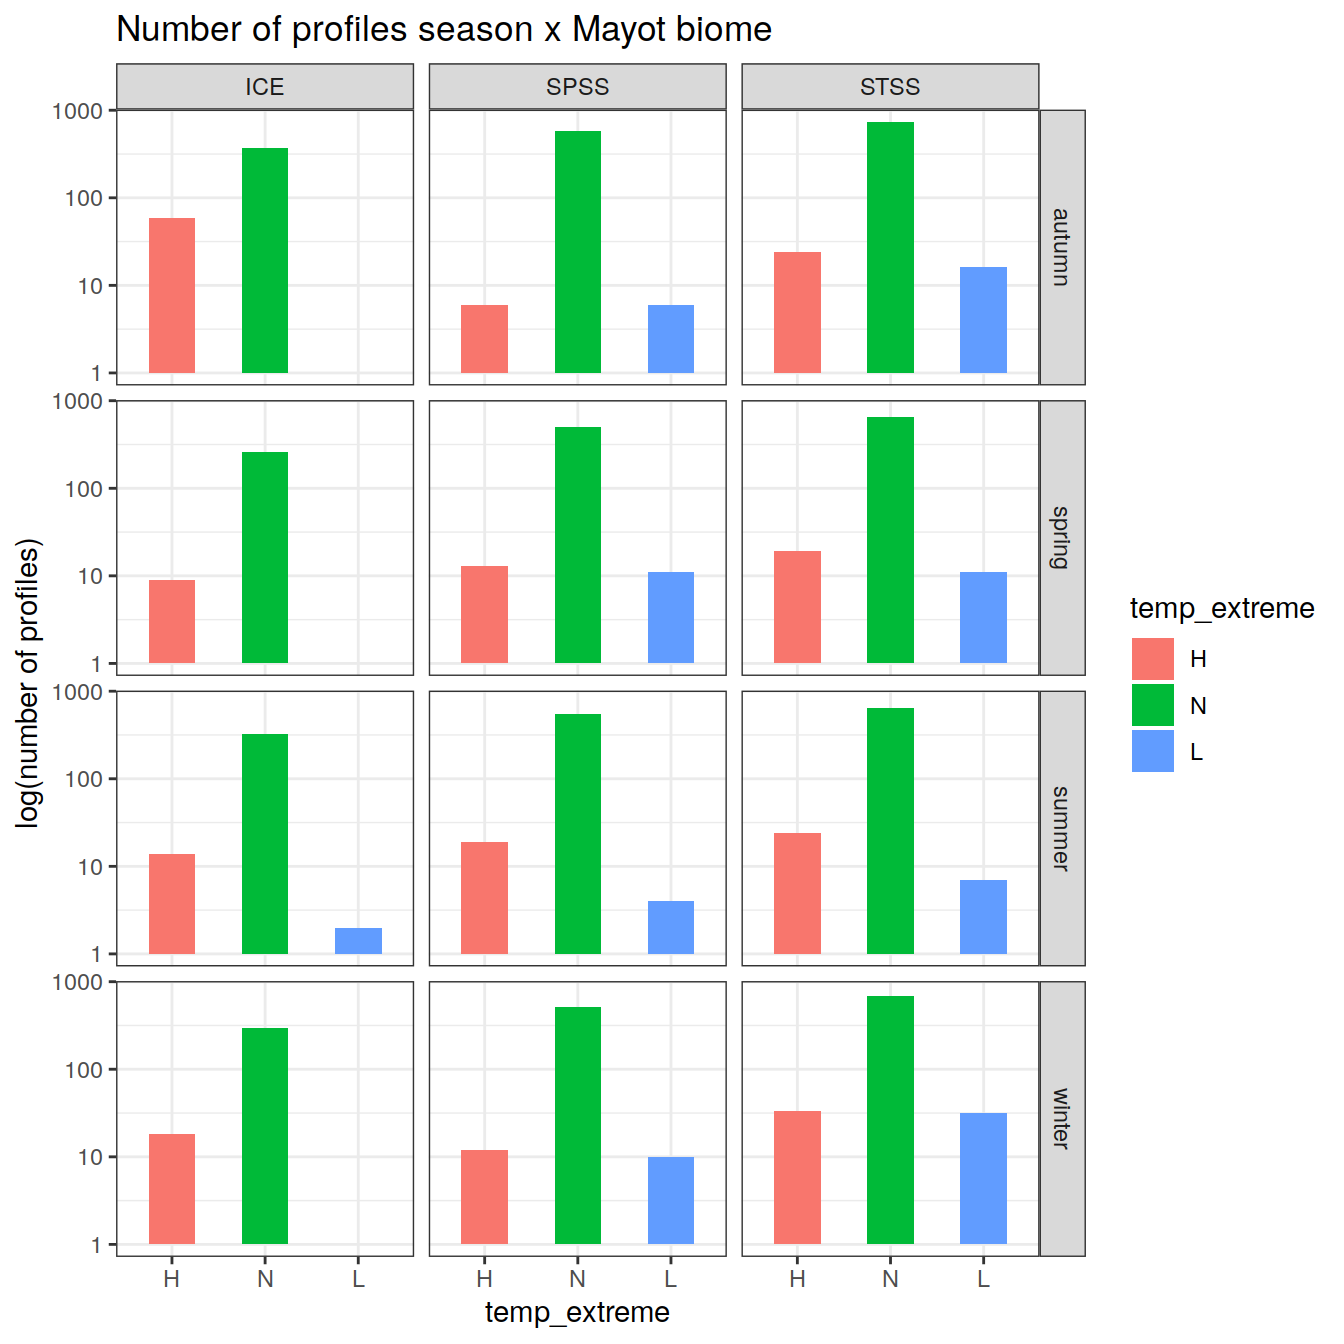 Number of profiles season x Mayot biome
ICE SPSS STSS
1000
100
10
1
autumn
1000
100
10
1
spring
1000
100
10
1
summer
1000
100
10
1
winter
log(number of profiles)
H N L H N L H N L
temp_extreme
temp_extreme
H
N
L